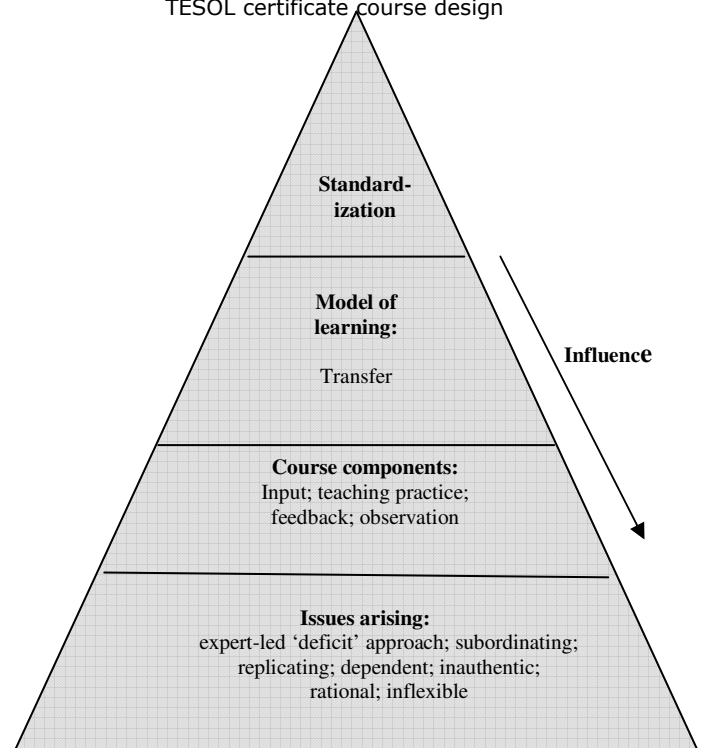 TESOL certificate course design
Standard-
ization
Model of
learning:
Transfer
Influence
Course components:
Input; teaching practice;
feedback; observation
Issues arising:
expert-led ‘deficit’ approach; subordinating;
replicating; dependent; inauthentic;
rational; inflexible